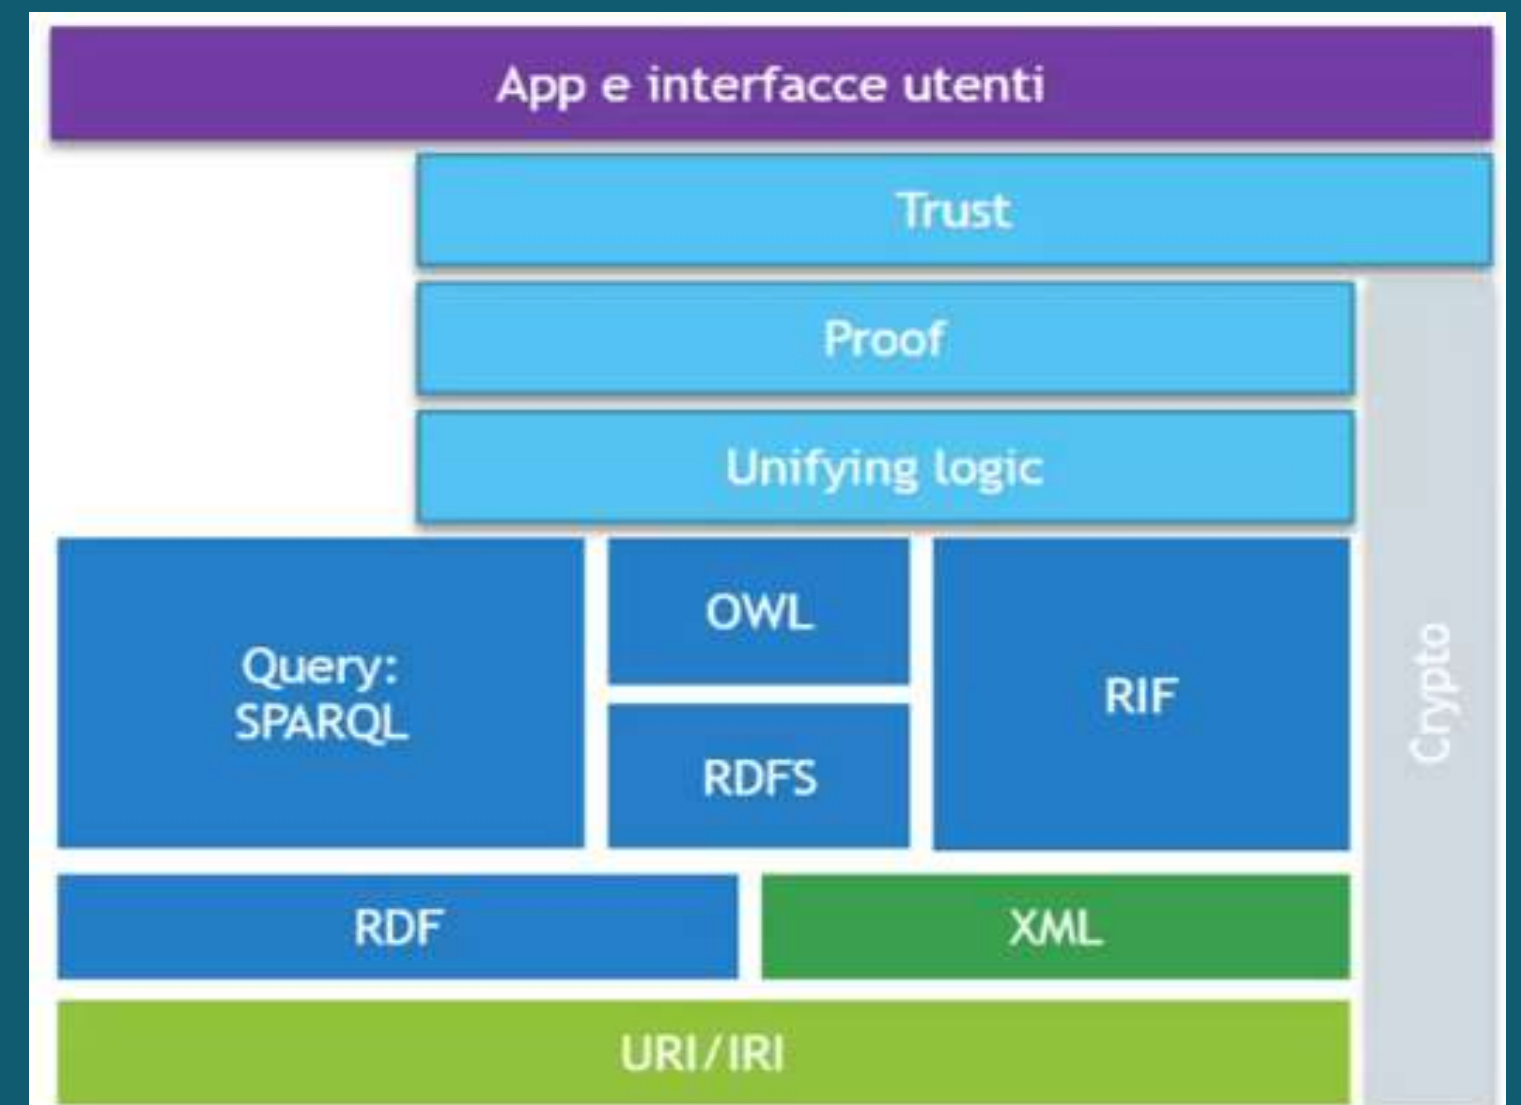 App e interfacce utenti
Trust
Proof
Unifying logic
Query:
SPARQL
OWL
RDFS
RIF
Crypto
RDF
XML
URI/IRI